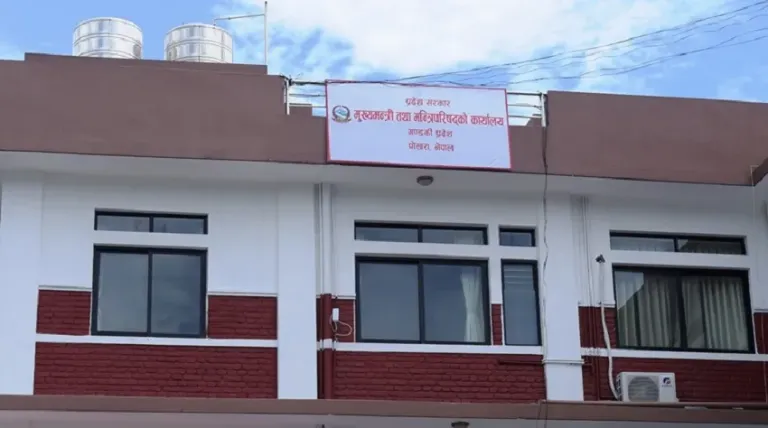 प्रदेश सरकार
मुख्यमन्त्री तथा मन्त्रिपरिषद्को कार्यालय
गण्डकी प्रदेश
पोखरा, नेपाल